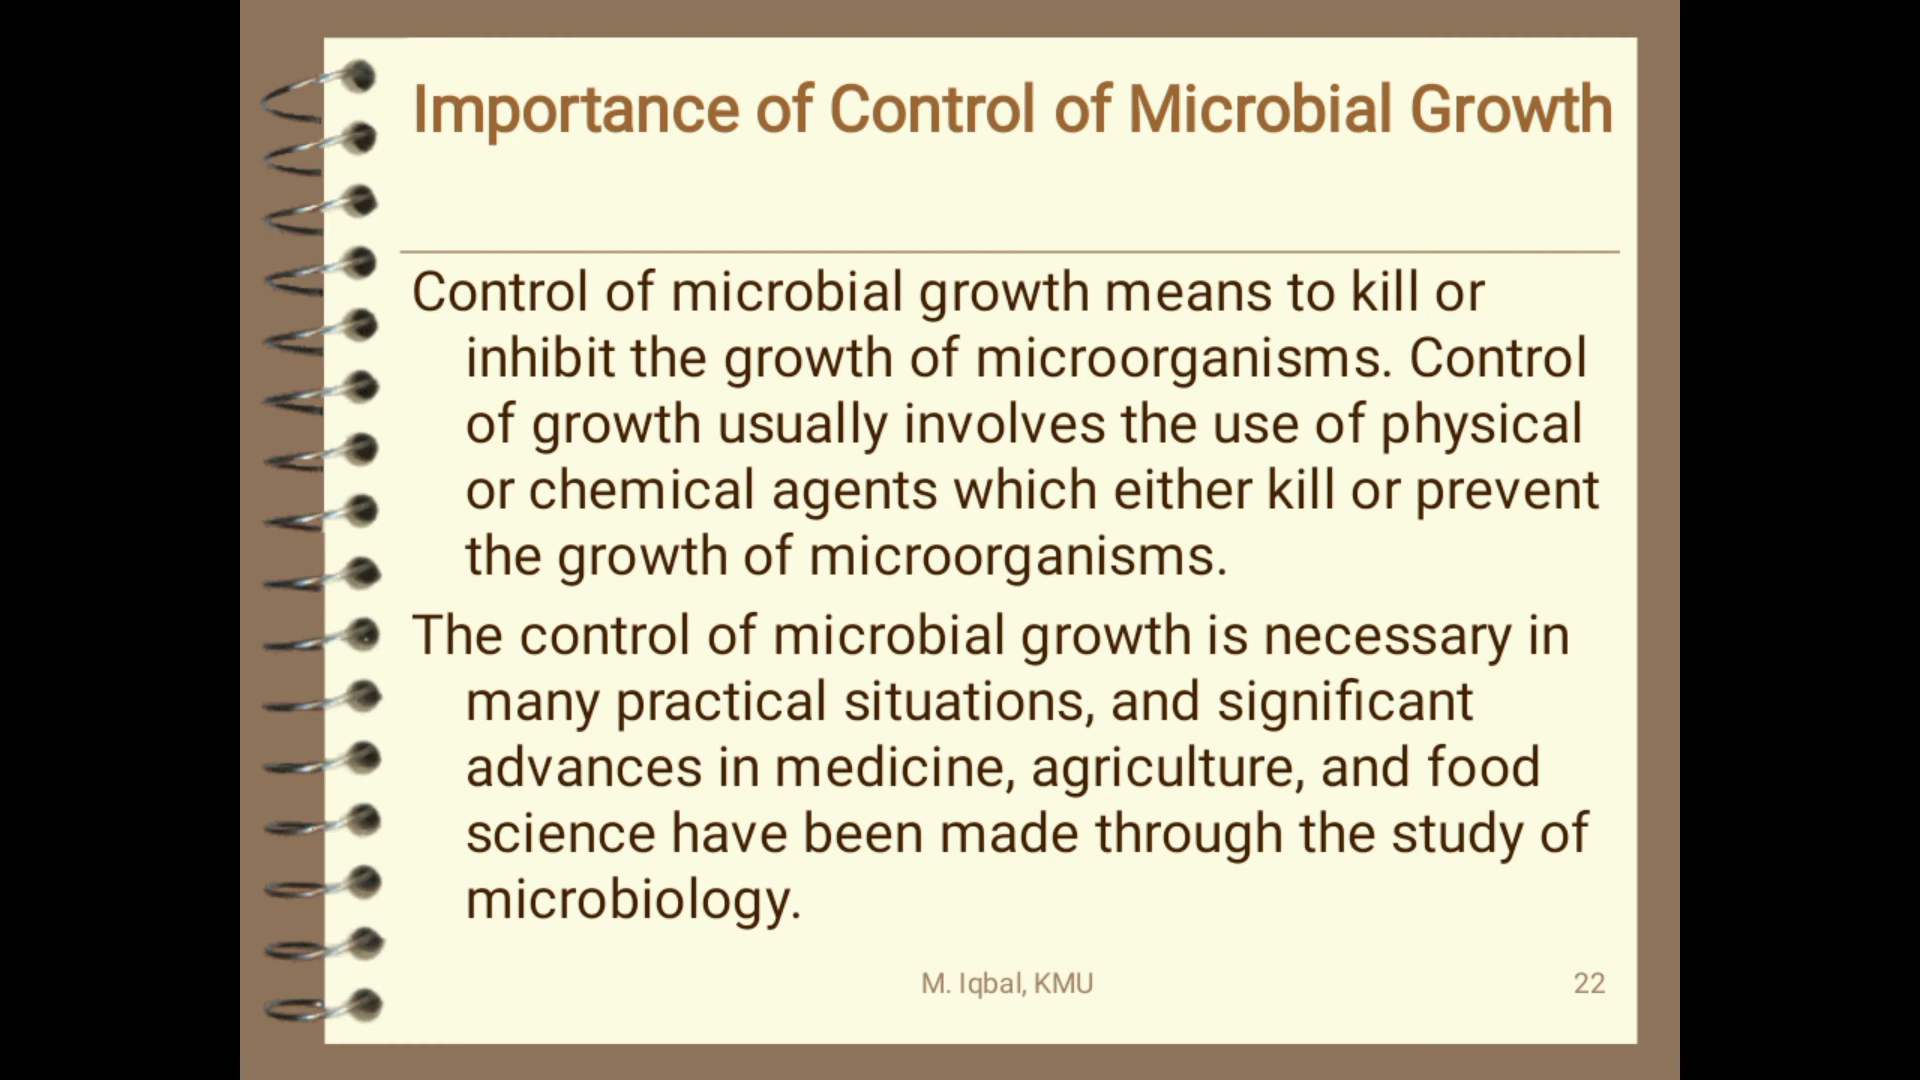 Importance of Control of Microbial Growth
Control of microbial growth means to kill or
inhibit the growth of microorganisms. Control
of growth usually involves the use of physical
or chemical agents which either kill or prevent
the growth of microorganisms.
The control of microbial growth is necessary in
many practical situations, and significant
advances in medicine, agriculture, and food
science have been made through the study of
microbiology.
M. Iqbal, KMU
22